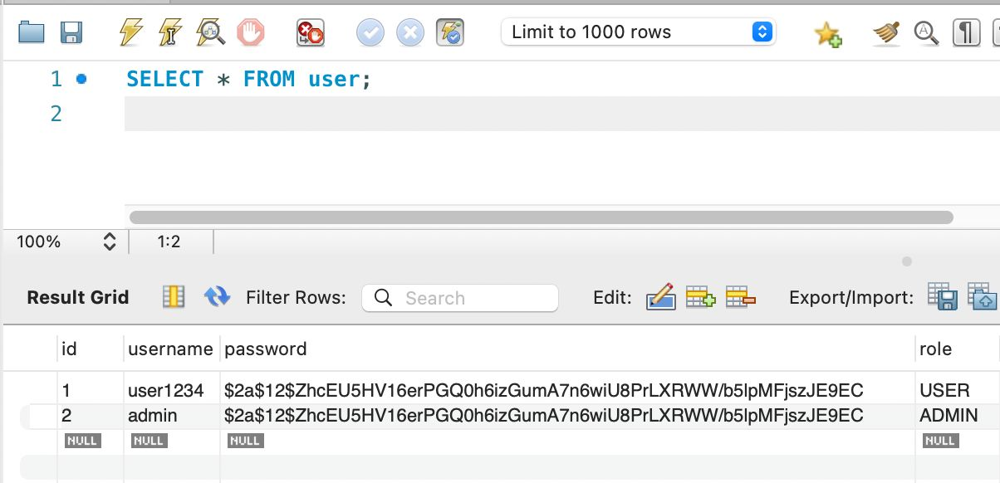 Limit to 1000 rows
1 SELECT * FROM user;
2
100% 1:2
Result Grid Filter Rows: Search Edit: Export/Import:
id username password role
1 user1234 $2a$12$ZhcEU5HV16erPGQ0h6izGumA7n6wiU8PrLXRWW/b5lpMFjszJE9EC USER
2 admin $2a$12$ZhcEU5HV16erPGQ0h6izGumA7n6wiU8PrLXRWW/b5lpMFjszJE9EC ADMIN
NULL NULL NULL NULL